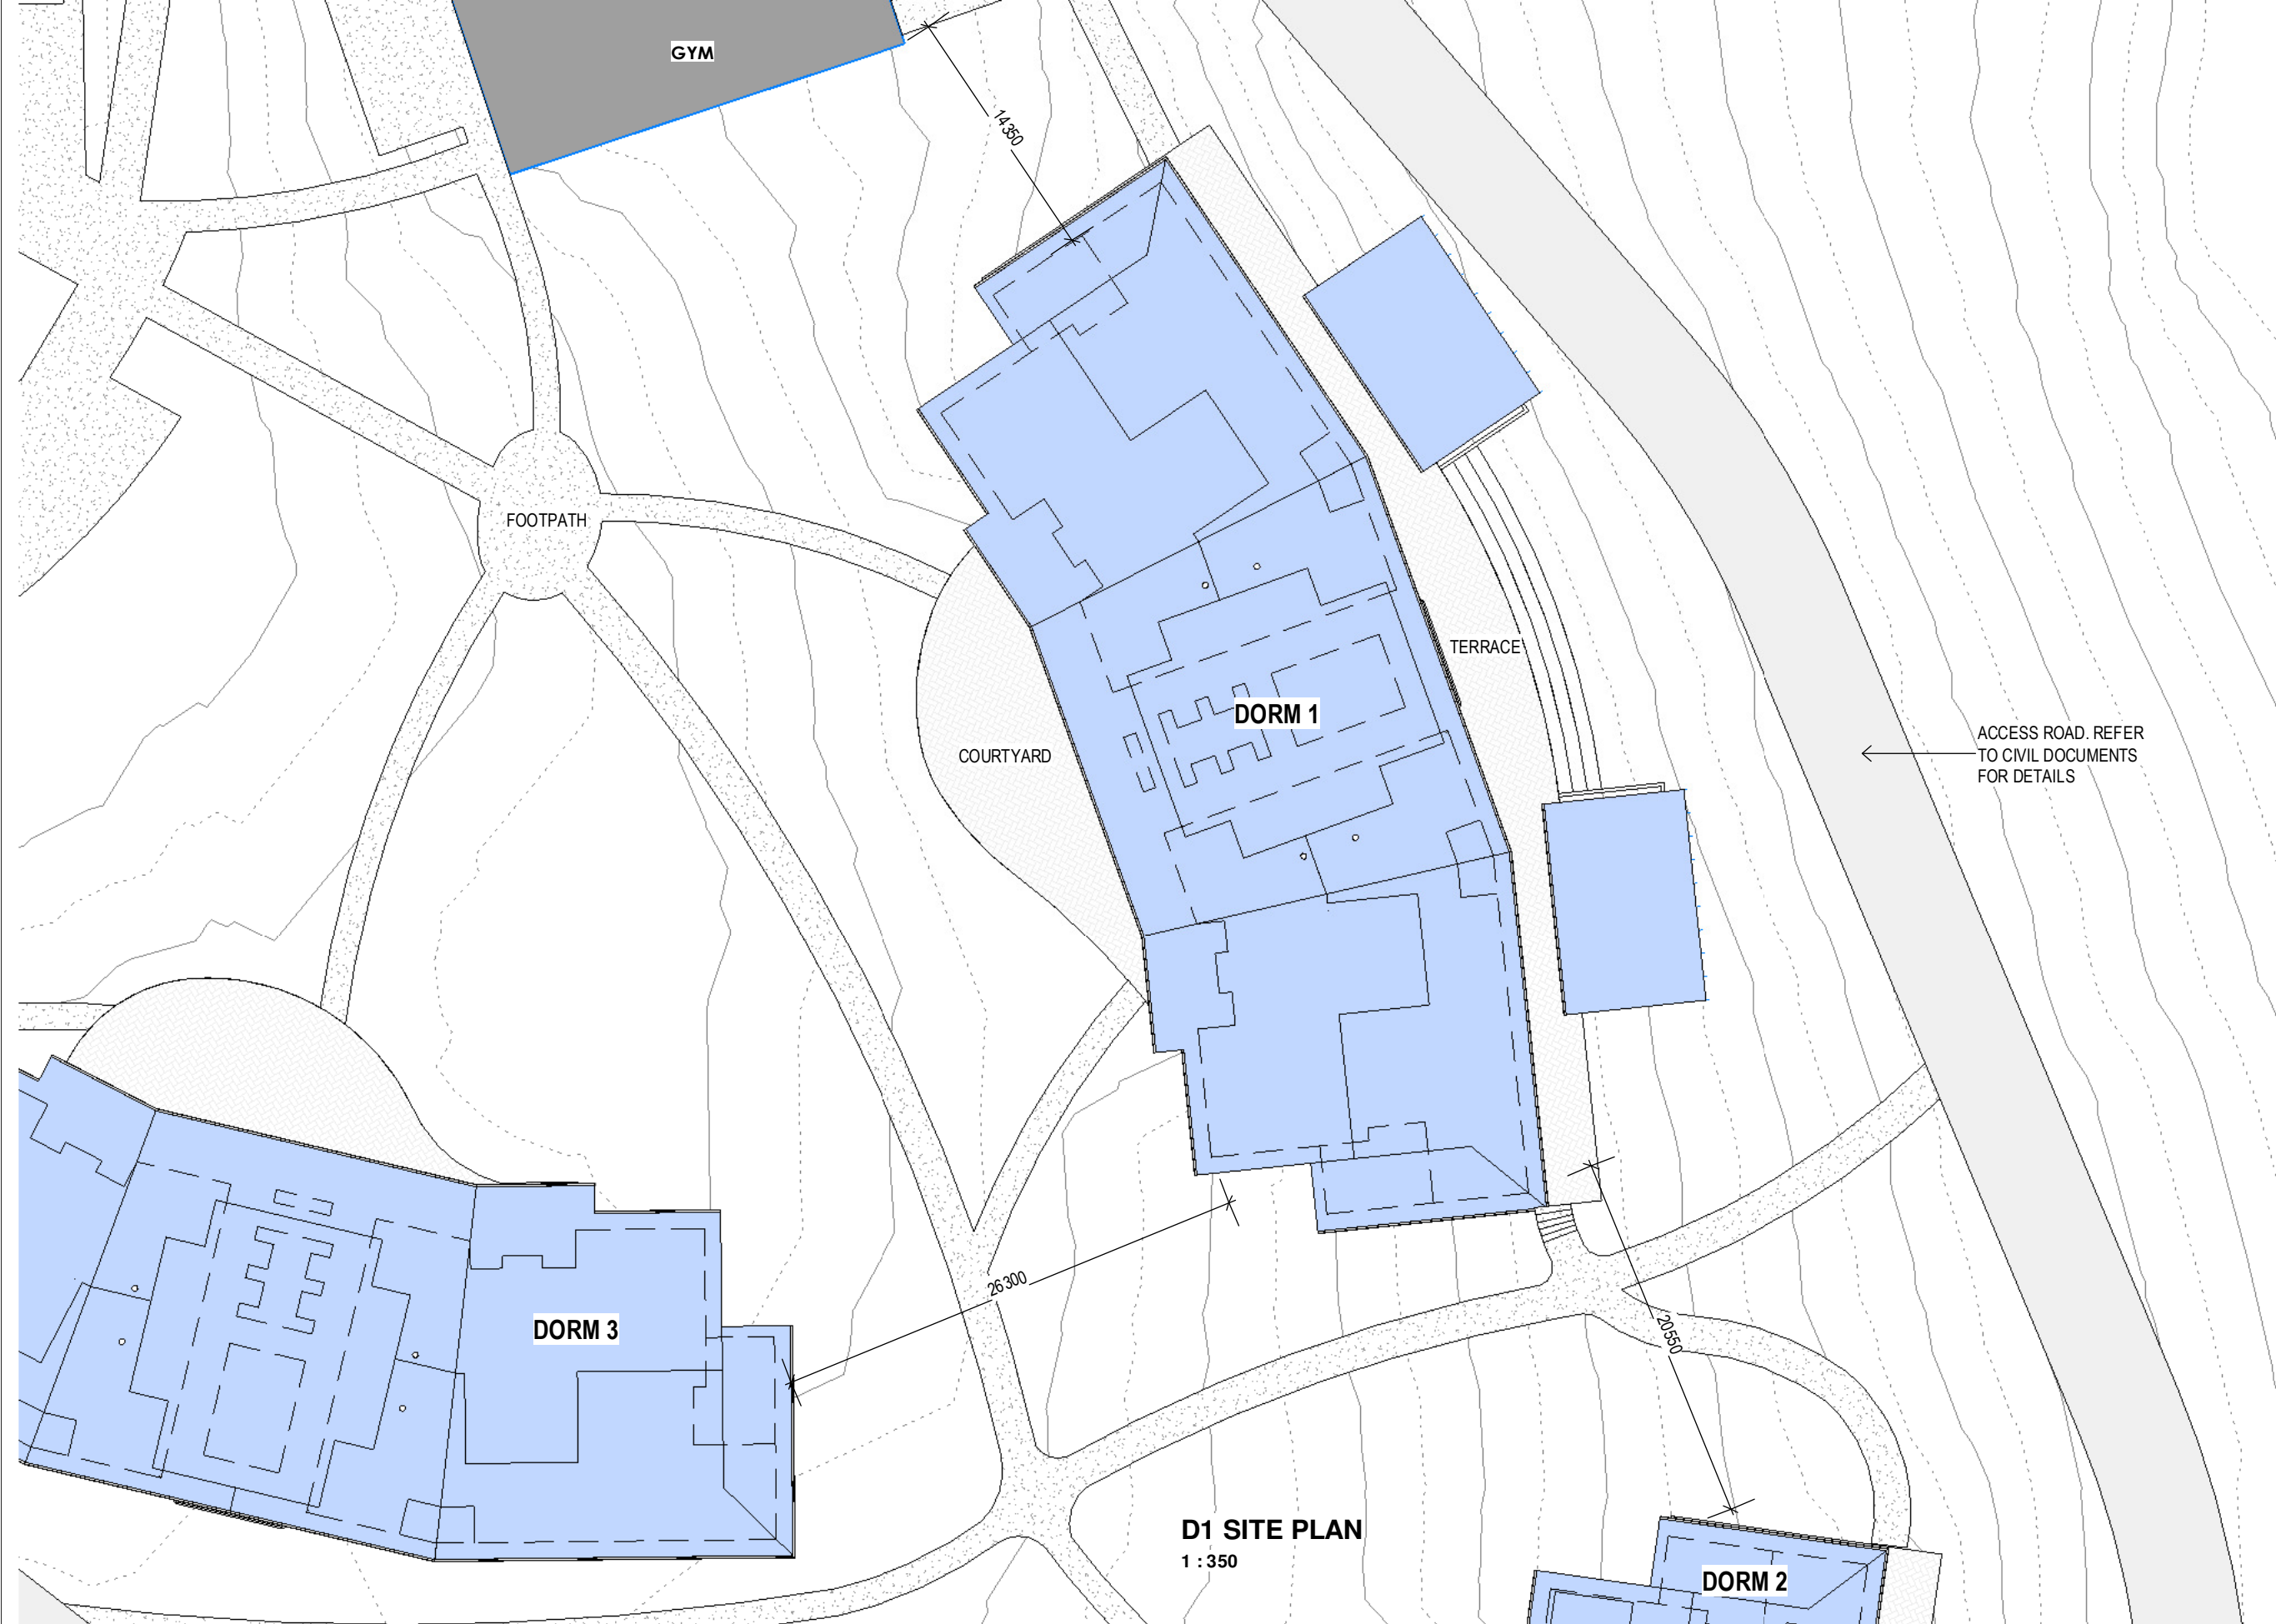 GYM
14350
FOOTPATH
TERRACE
DORM 1
COURTYARD
ACCESS ROAD. REFER
TO CIVIL DOCUMENTS
FOR DETAILS
26300
DORM 3
20550
D1 SITE PLAN
1 : 350
DORM 2